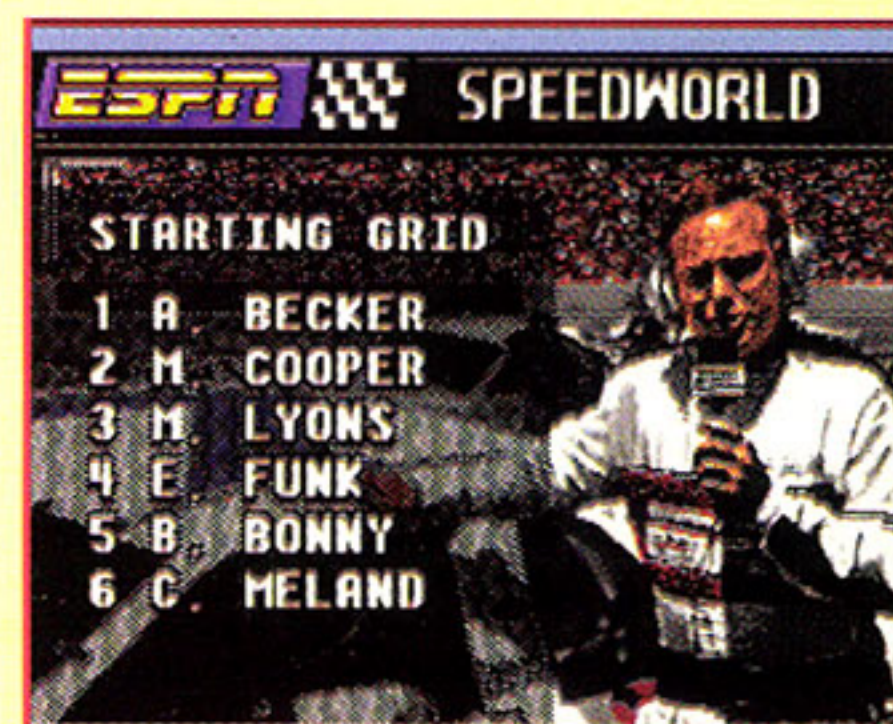 ESPN SPEEDWORLD
STARTING GRID
1 A. BECKER
2 M. COOPER
3 M. LYONS
4 E. FUNK
5 B. BONNY
6 C. MELAND